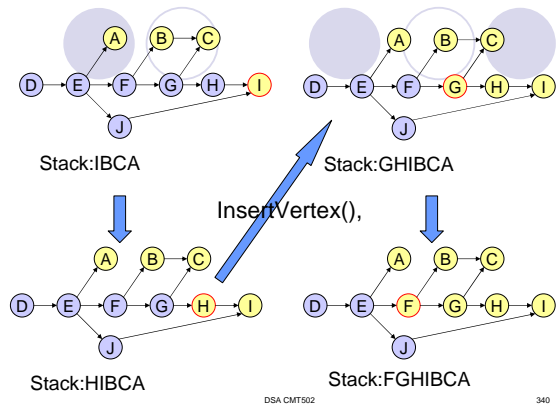 A B C
D E F G H I
J
Stack:IBCA
A B C
D E F G H I
J
Stack:GHIBCA
InsertVertex(),
A B C
D E F G H I
J
Stack:HIBCA
A B C
D E F G H I
J
Stack:FGHIBCA
DSA CMT502
340